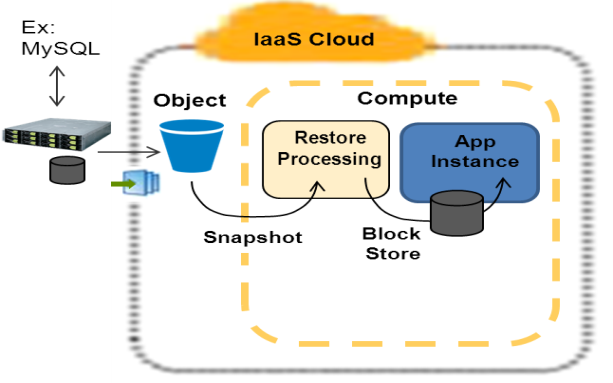 Ex:
MySQL
IaaS Cloud
Object
Compute
Restore
Processing
App
Instance
Snapshot
Block
Store